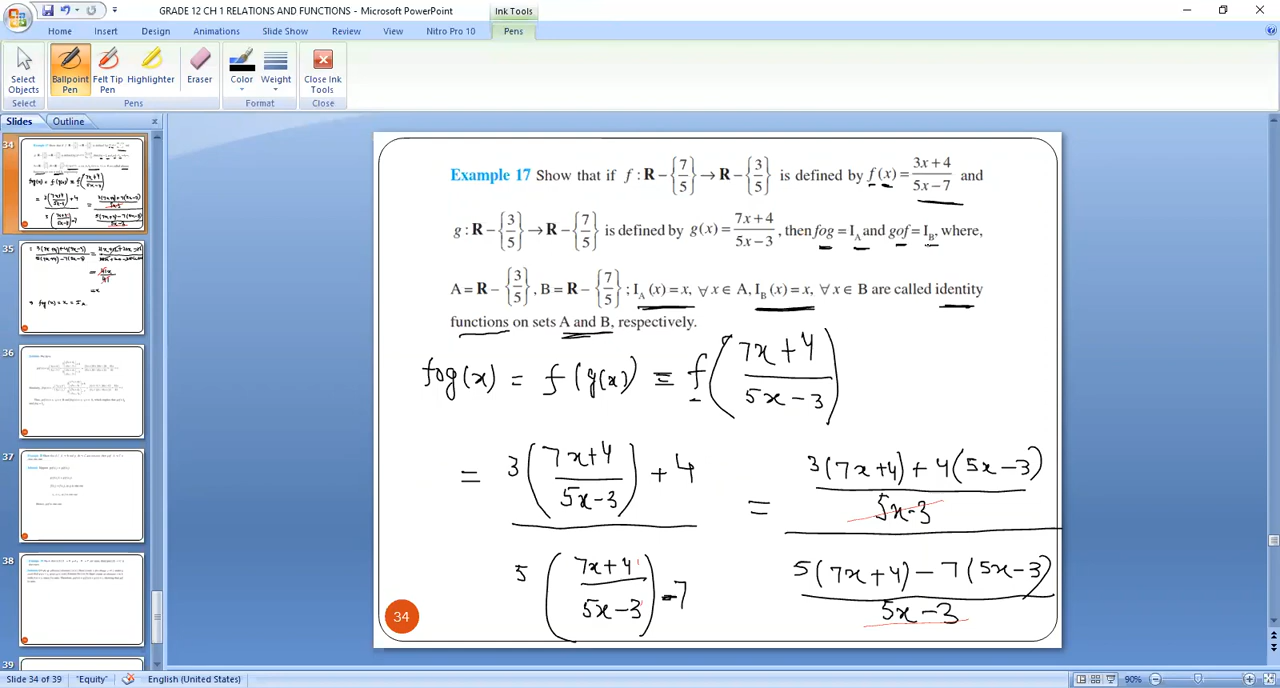 GRADE 12 CH 1 RELATIONS AND FUNCTIONS - Microsoft PowerPoint
Ink Tools
Home Insert Design Animations Slide Show Review View Nitro Pro 10 Pens
Select Objects
Ballpoint Pen
Felt Tip Pen
Highlighter
Eraser
Color
Weight
Close Ink Tools
Select Pens Format Close
Slides Outline
34
35
36
37
38
39
Example 17 Show that if f : R − {7/5} → R − {3/5} is defined by f(x) = (3x + 4)/(5x − 7) and
g : R − {3/5} → R − {7/5} is defined by g(x) = (7x + 4)/(5x − 3), then fog = I_A and gof = I_B, where,
A = R − {3/5}, B = R − {7/5}; I_A (x) = x, ∀ x ∈ A, I_B (x) = x, ∀ x ∈ B are called identity
functions on sets A and B, respectively.
fog(x) = f(g(x)) = f((7x+4)/(5x−3))
= (3((7x+4)/(5x−3)) + 4)/(5((7x+4)/(5x−3)) − 7) = ((3(7x+4)+4(5x−3))/(5x−3))/((5(7x+4)−7(5x−3))/(5x−3))
34
Slide 34 of 39 "Equity" English (United States) 90%